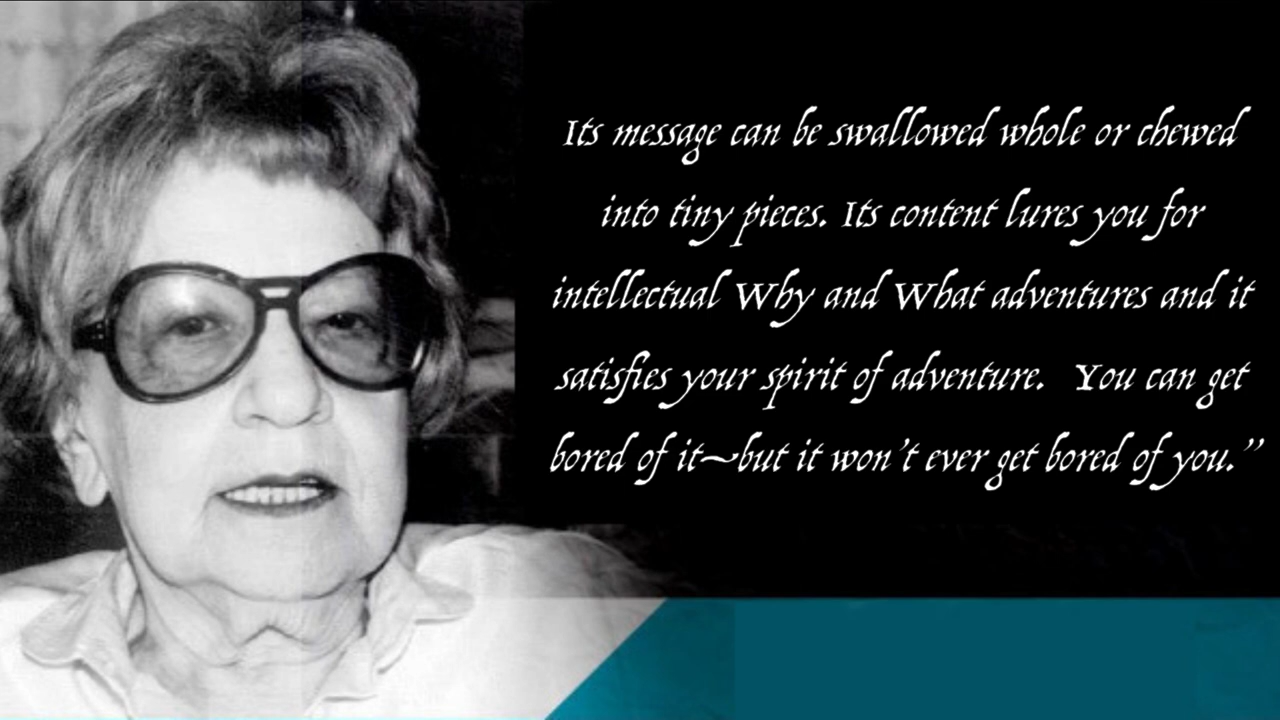 Its message can be swallowed whole or chewed
into tiny pieces. Its content lures you for
intellectual Why and What adventures and it
satisfies your spirit of adventure. You can get
bored of it~but it won't ever get bored of you.”